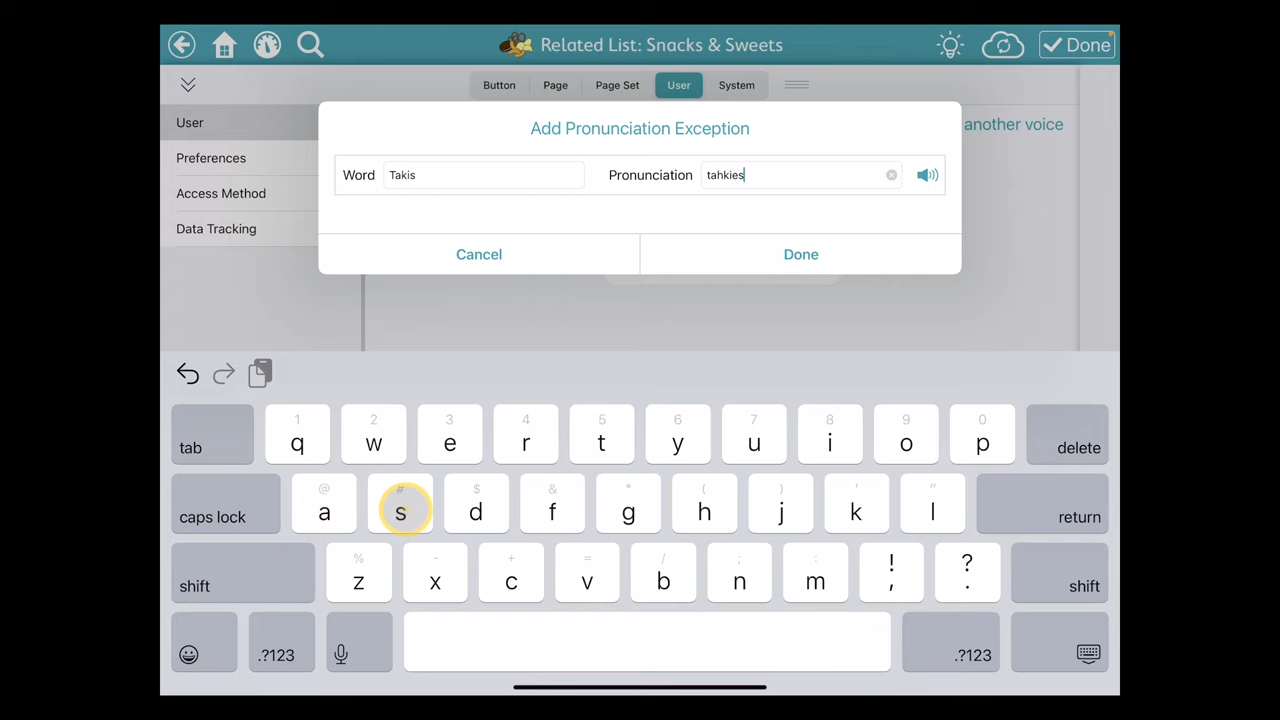 Related List: Snacks & Sweets
Done
Button Page Page Set User System
User
another voice
Preferences
Access Method
Data Tracking
Add Pronunciation Exception
Word Takis Pronunciation tahkies
Cancel Done
1 2 3 4 5 6 7 8 9 0
tab q w e r t y u i o p delete
@ # $ & * ( ) ' "
caps lock a s d f g h j k l return
% - + = / ; : ! ?
shift z x c v b n m , . shift
.?123 .?123